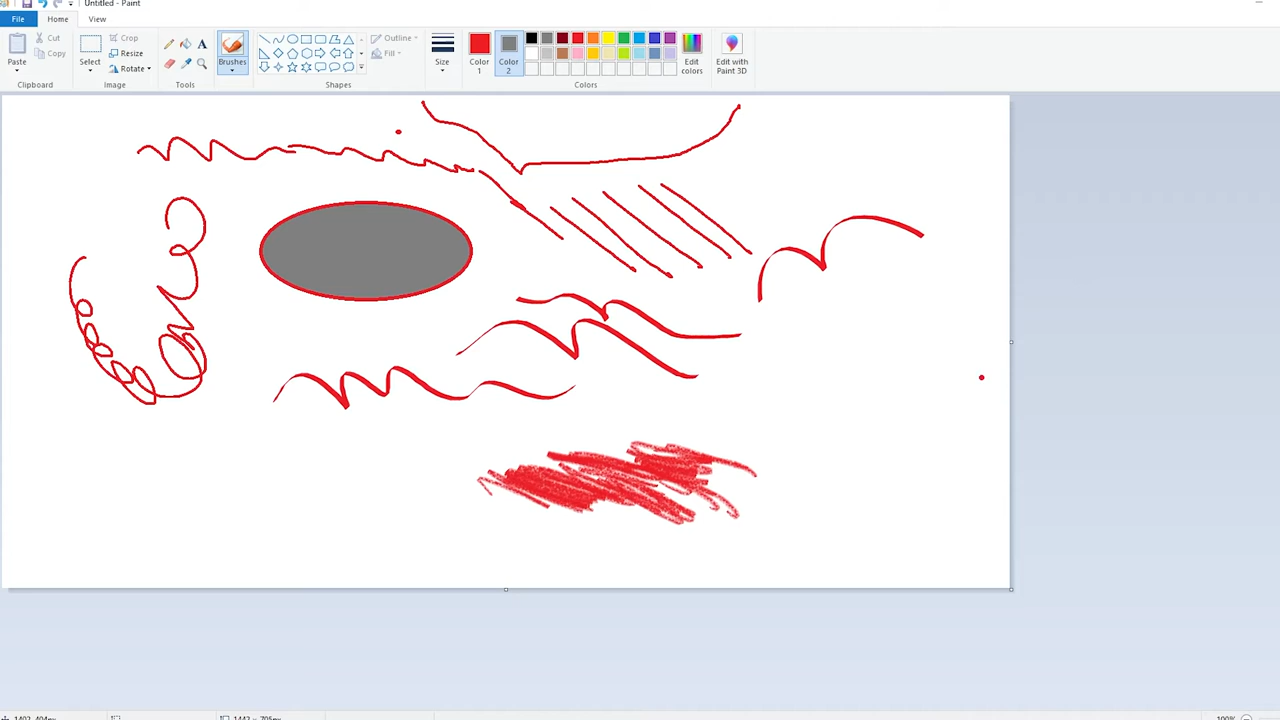 Untitled - Paint
File Home View
Paste Cut Copy Select Crop Resize Rotate Brushes Outline Fill Size Color 1 Color 2 Edit colors Edit with Paint 3D
Clipboard Image Tools Shapes Colors